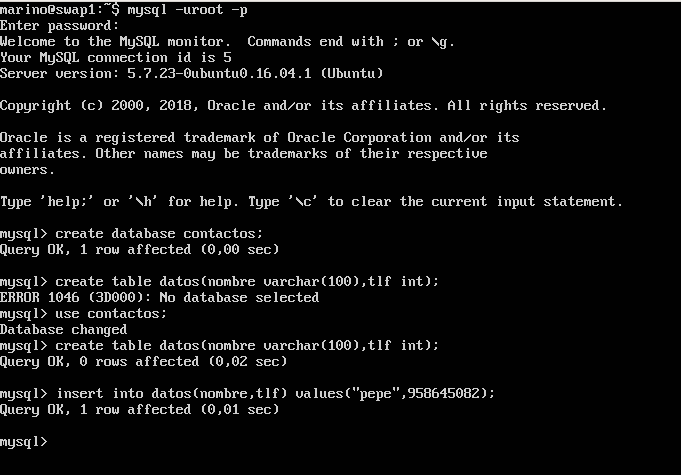 marino@swap1:~$ mysql -uroot -p
Enter password:
Welcome to the MySQL monitor.  Commands end with ; or \g.
Your MySQL connection id is 5
Server version: 5.7.23-0ubuntu0.16.04.1 (Ubuntu)
Copyright (c) 2000, 2018, Oracle and/or its affiliates. All rights reserved.
Oracle is a registered trademark of Oracle Corporation and/or its
affiliates. Other names may be trademarks of their respective
owners.
Type 'help;' or '\h' for help. Type '\c' to clear the current input statement.
mysql> create database contactos;
Query OK, 1 row affected (0,00 sec)
mysql> create table datos(nombre varchar(100),tlf int);
ERROR 1046 (3D000): No database selected
mysql> use contactos;
Database changed
mysql> create table datos(nombre varchar(100),tlf int);
Query OK, 0 rows affected (0,02 sec)
mysql> insert into datos(nombre,tlf) values("pepe",958645082);
Query OK, 1 row affected (0,01 sec)
mysql>